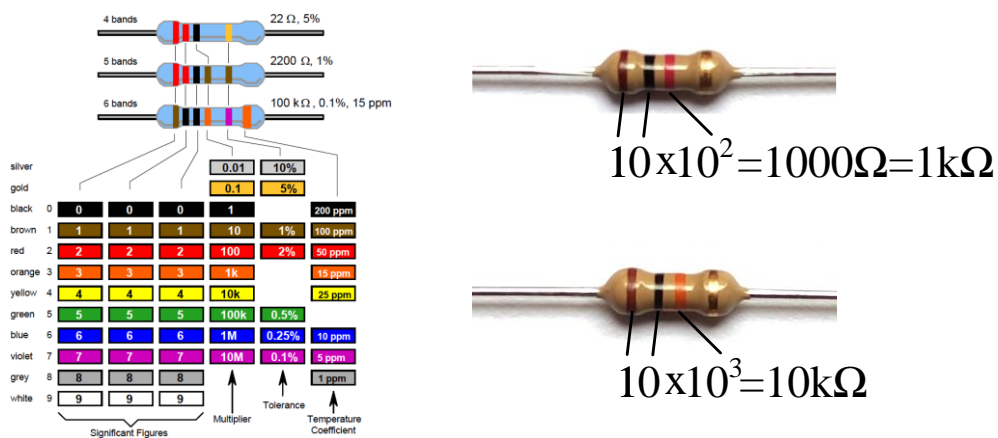 4 bands 22 Ω, 5%
5 bands 2200 Ω, 1%
6 bands 100 kΩ, 0.1%, 15 ppm
silver 0.01 10%
gold 0.1 5%
black 0 0 0 0 1 200 ppm
brown 1 1 1 1 10 1% 100 ppm
red 2 2 2 2 100 2% 50 ppm
orange 3 3 3 3 1k 15 ppm
yellow 4 4 4 4 10k 25 ppm
green 5 5 5 5 100k 0.5%
blue 6 6 6 6 1M 0.25% 10 ppm
violet 7 7 7 7 10M 0.1% 5 ppm
grey 8 8 8 8 1 ppm
white 9 9 9 9
Significant Figures
Multiplier
Tolerance
Temperature
Coefficient
10 x10²=1000Ω=1kΩ
10 x10³=10kΩ